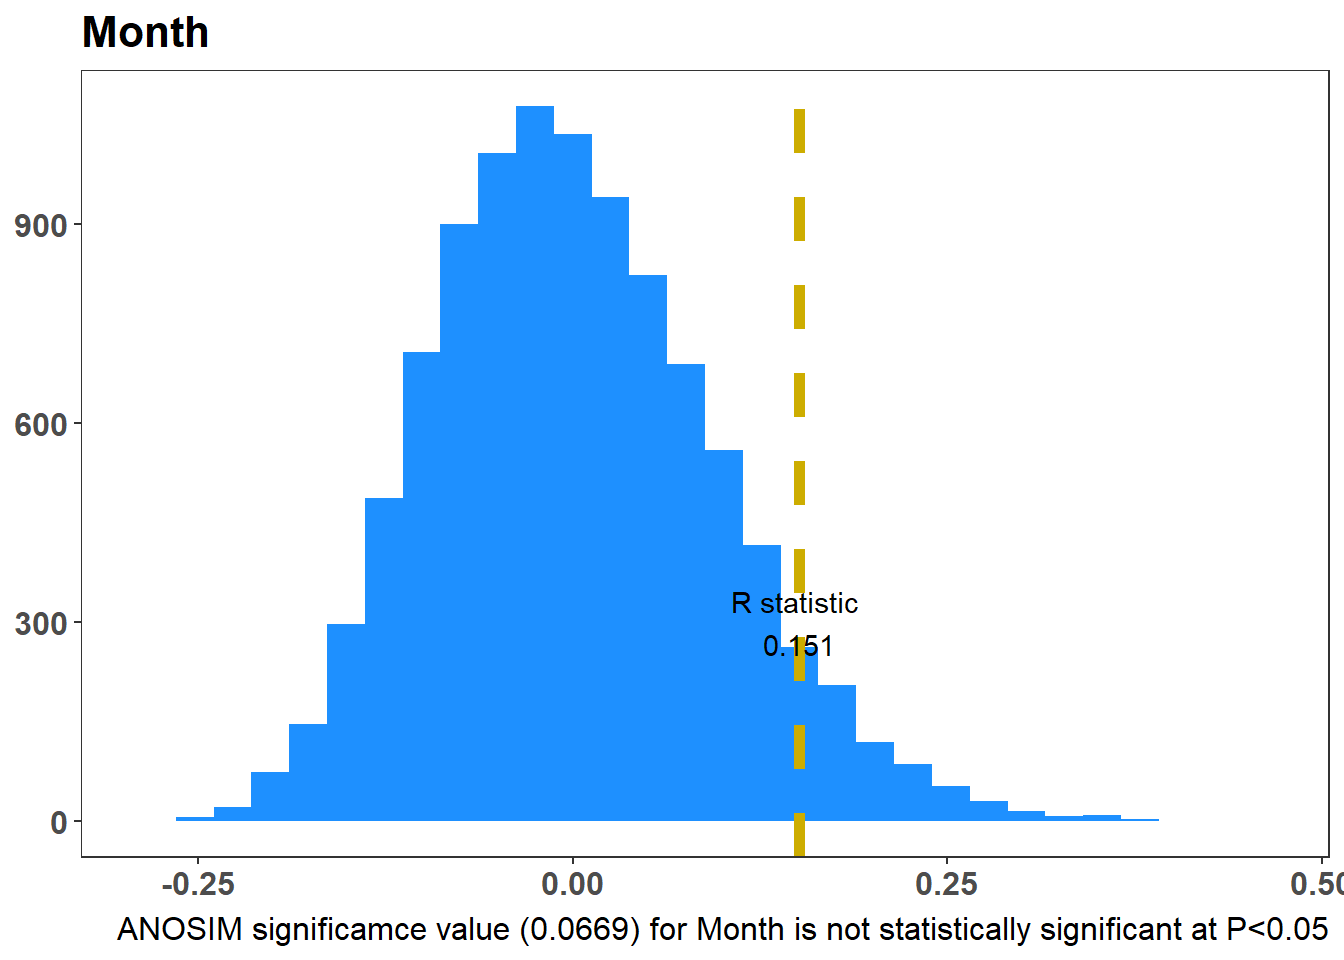 Month
900
600
300
0
R statistic
0.151
-0.25 0.00 0.25 0.50
ANOSIM significamce value (0.0669) for Month is not statistically significant at P<0.05